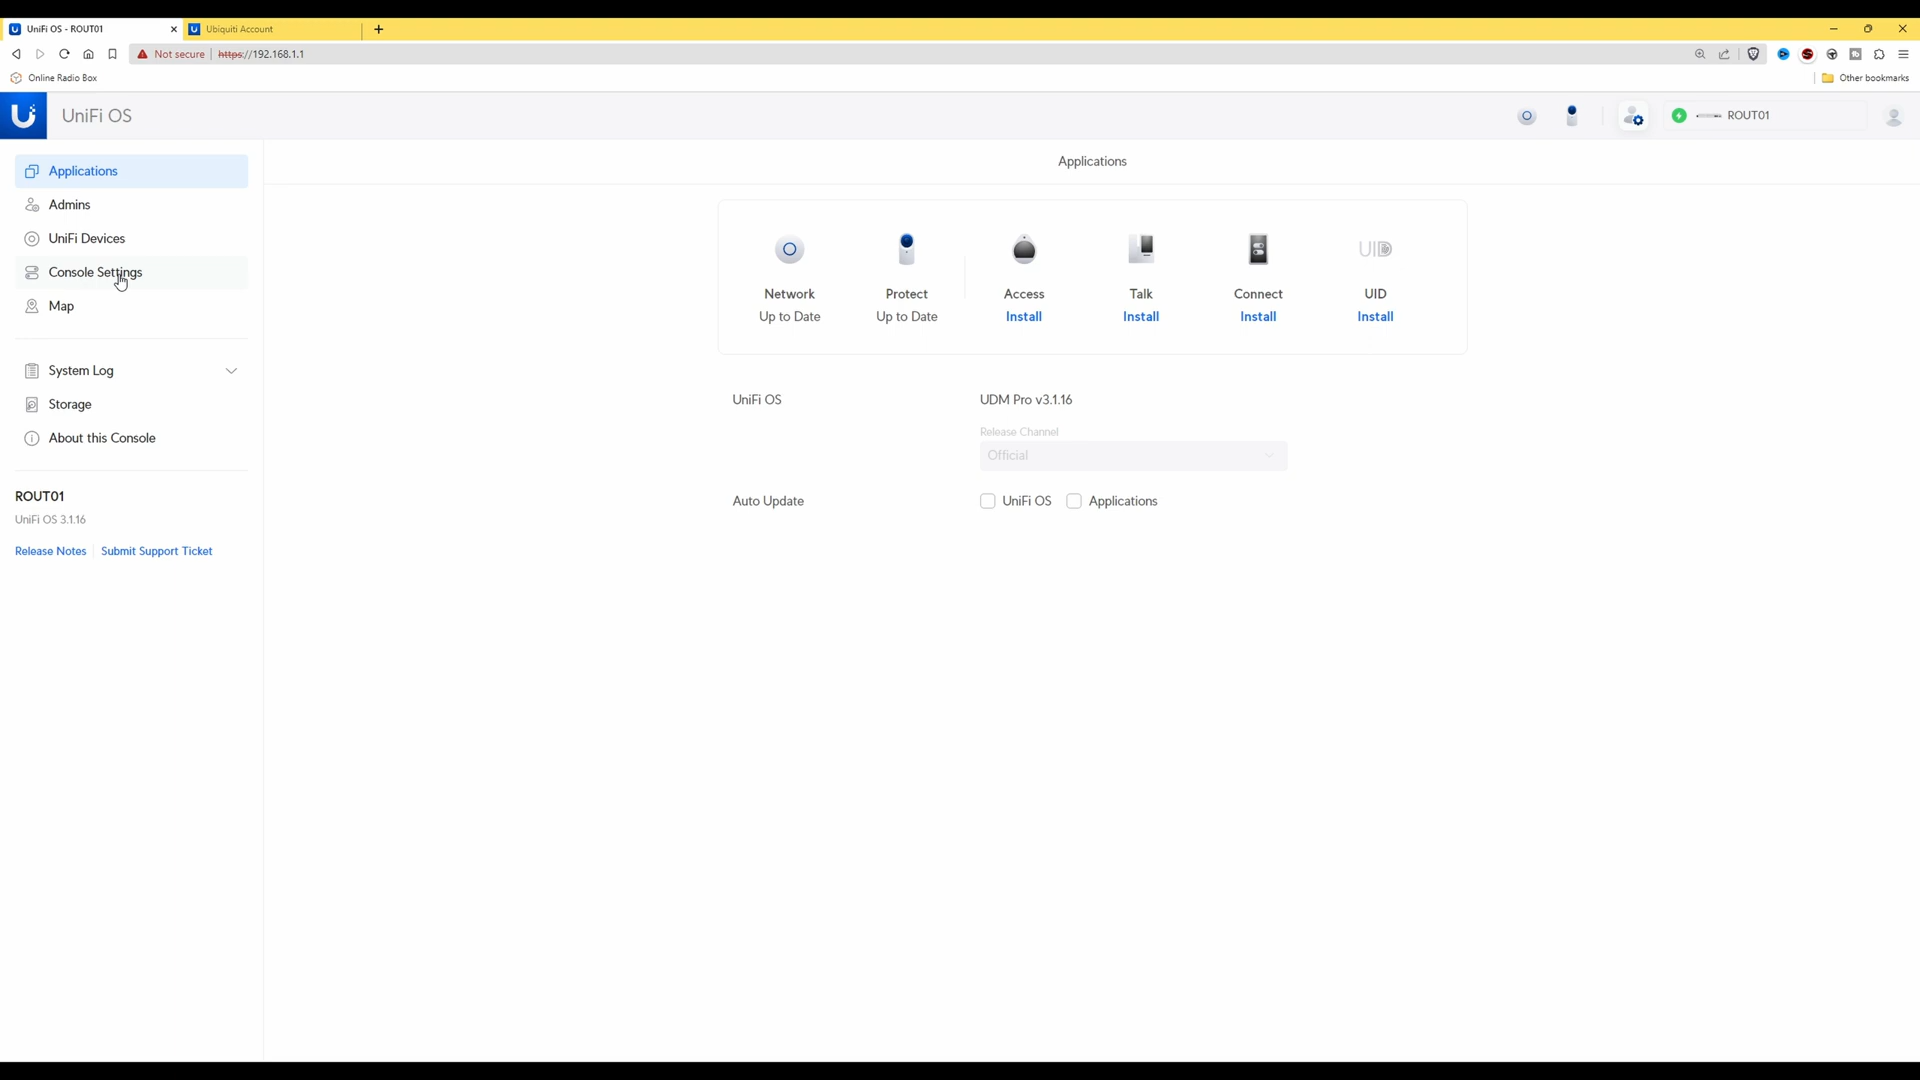 UniFi OS - ROUT01
Ubiquiti Account
Not secure
https://192.168.1.1
Online Radio Box
Other bookmarks
UniFi OS
ROUT01
Applications
Admins
UniFi Devices
Console Settings
Map
System Log
Storage
About this Console
ROUT01
UniFi OS 3.1.16
Release Notes
Submit Support Ticket
Applications
Network
Up to Date
Protect
Up to Date
Access
Install
Talk
Install
Connect
Install
UID
UID
Install
UniFi OS
UDM Pro v3.1.16
Release Channel
Official
Auto Update
UniFi OS
Applications